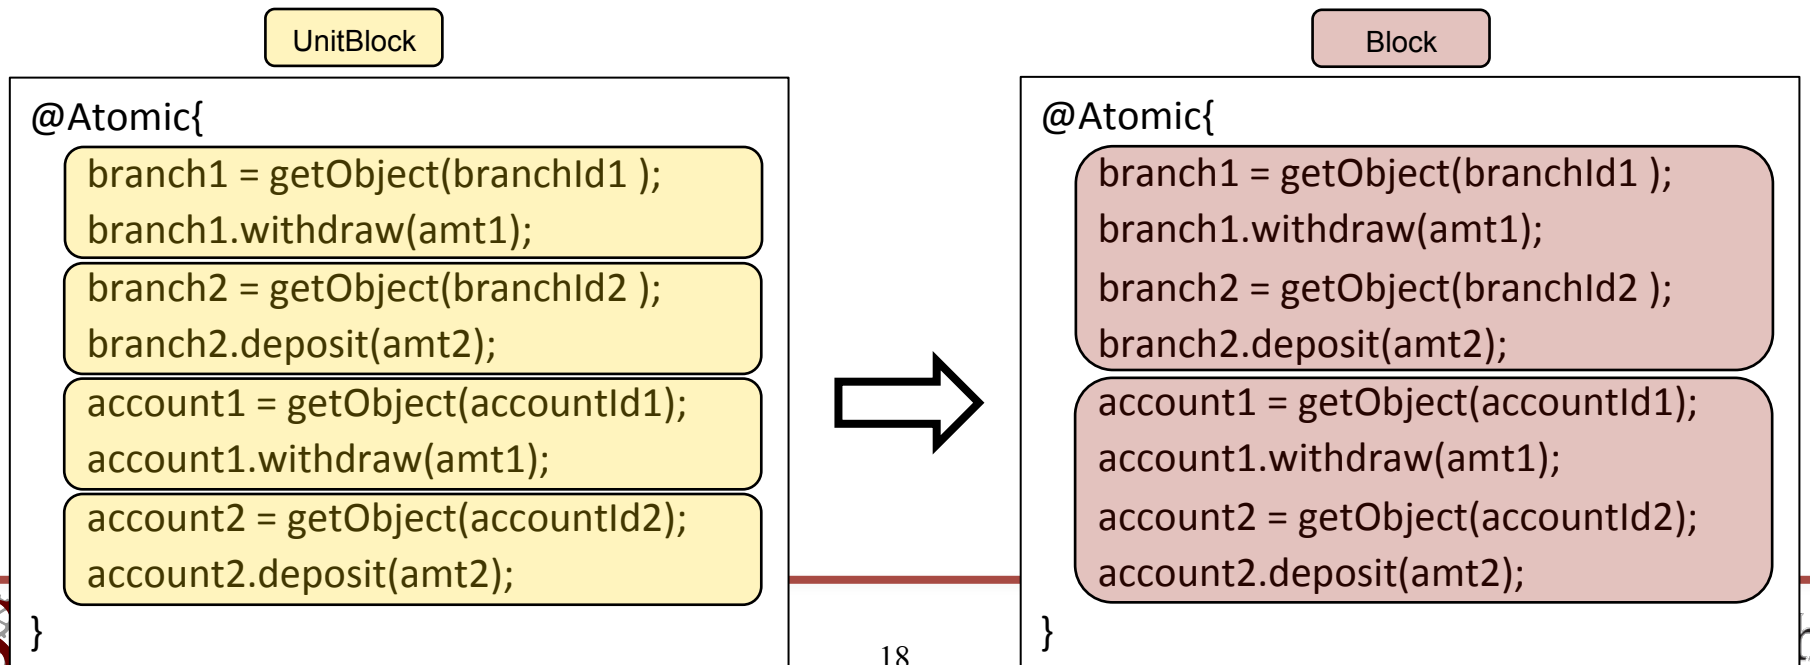 UnitBlock
@Atomic{
branch1 = getObject(branchId1 );
branch1.withdraw(amt1);
branch2 = getObject(branchId2 );
branch2.deposit(amt2);
account1 = getObject(accountId1);
account1.withdraw(amt1);
account2 = getObject(accountId2);
account2.deposit(amt2);
}
Block
@Atomic{
branch1 = getObject(branchId1 );
branch1.withdraw(amt1);
branch2 = getObject(branchId2 );
branch2.deposit(amt2);
account1 = getObject(accountId1);
account1.withdraw(amt1);
account2 = getObject(accountId2);
account2.deposit(amt2);
}
18